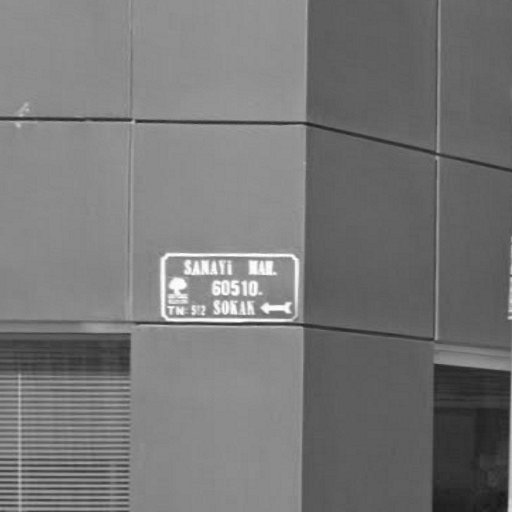 SANAYİ MAH.
60510.
TN: 512 SOKAK